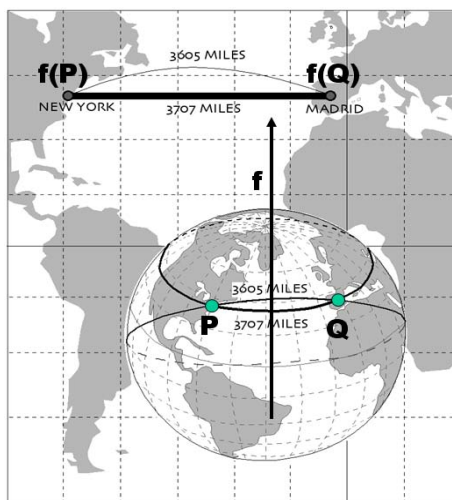 3605 MILES
f(P) f(Q)
NEW YORK 3707 MILES MADRID
f
3605 MILES
P 3707 MILES Q